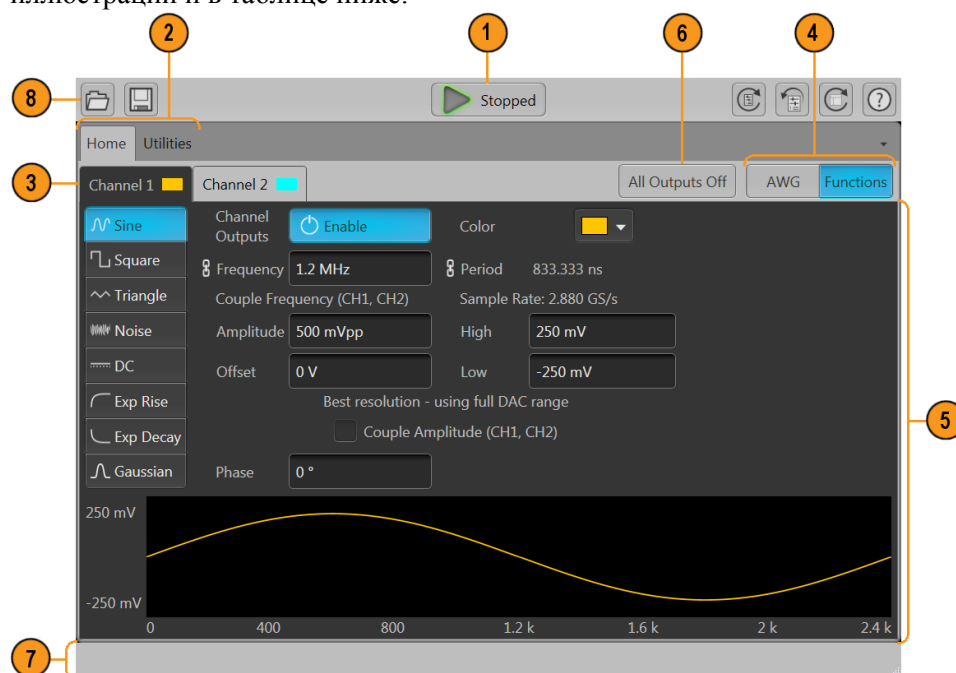 иллюстрации и в таблице ниже.
2 1 6 4
8 Stopped ?
Home Utilities
3 Channel 1 Channel 2 All Outputs Off AWG Functions
Sine Channel Outputs Enable Color
Square Frequency 1.2 MHz Period 833.333 ns
Triangle Couple Frequency (CH1, CH2) Sample Rate: 2.880 GS/s
Noise Amplitude 500 mVpp High 250 mV
DC Offset 0 V Low -250 mV
Exp Rise Best resolution - using full DAC range
5
Exp Decay Couple Amplitude (CH1, CH2)
Gaussian Phase 0 °
250 mV
-250 mV
0 400 800 1.2 k 1.6 k 2 k 2.4 k
7